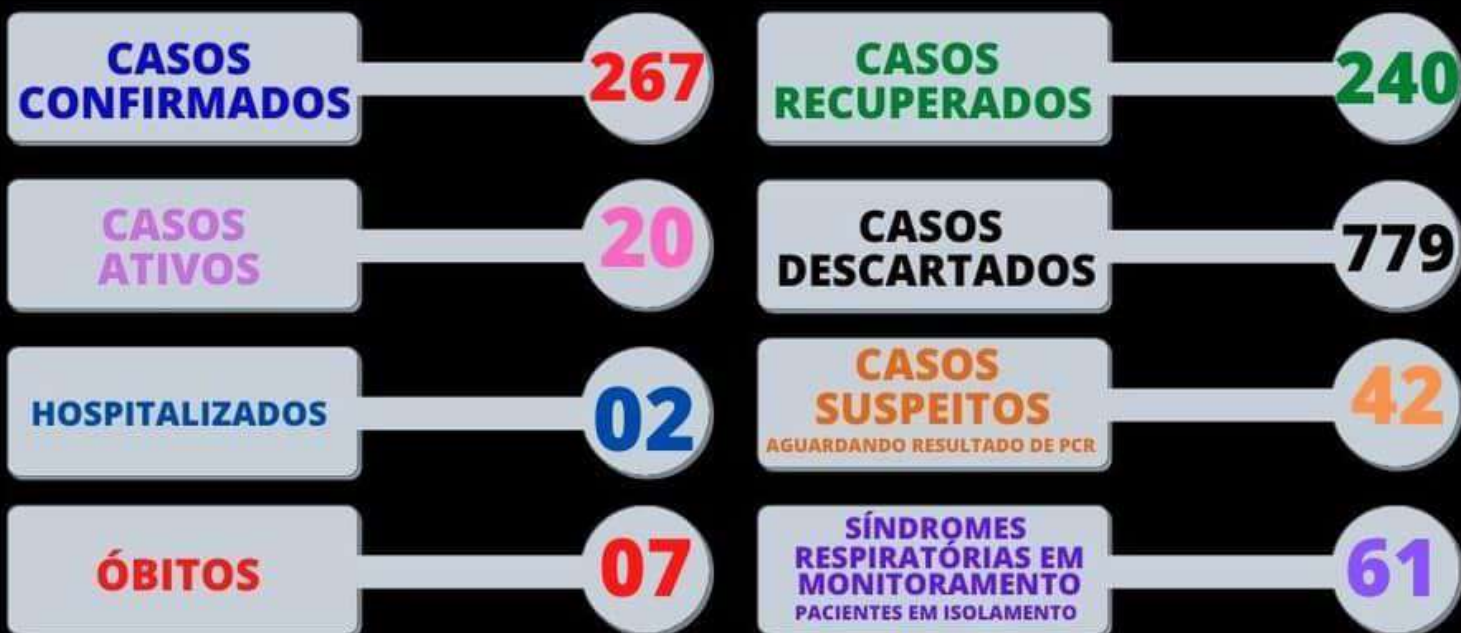 CASOS
CONFIRMADOS
267
CASOS
RECUPERADOS
240
CASOS
ATIVOS
20
CASOS
DESCARTADOS
779
HOSPITALIZADOS
02
CASOS
SUSPEITOS
AGUARDANDO RESULTADO DE PCR
42
ÓBITOS
07
SÍNDROMES
RESPIRATÓRIAS EM
MONITORAMENTO
PACIENTES EM ISOLAMENTO
61